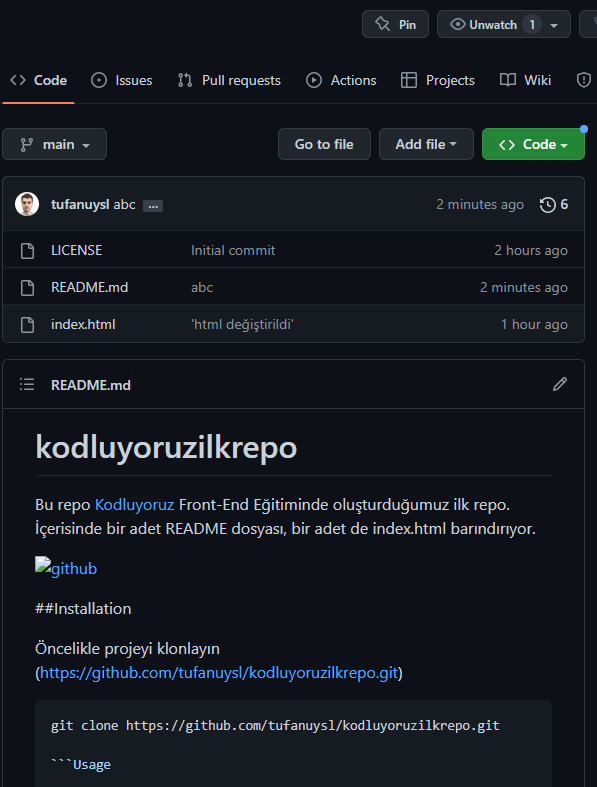 Pin
Unwatch 1
Code
Issues
Pull requests
Actions
Projects
Wiki
main
Go to file
Add file
Code
tufanuysl abc ...
2 minutes ago
6
LICENSE Initial commit 2 hours ago
README.md abc 2 minutes ago
index.html 'html değiştirildi' 1 hour ago
README.md
kodluyoruzilkrepo
Bu repo Kodluyoruz Front-End Eğitiminde oluşturduğumuz ilk repo.
İçerisinde bir adet README dosyası, bir adet de index.html barındırıyor.
github
##Installation
Öncelikle projeyi klonlayın
(https://github.com/tufanuysl/kodluyoruzilkrepo.git)
git clone https://github.com/tufanuysl/kodluyoruzilkrepo.git
```Usage